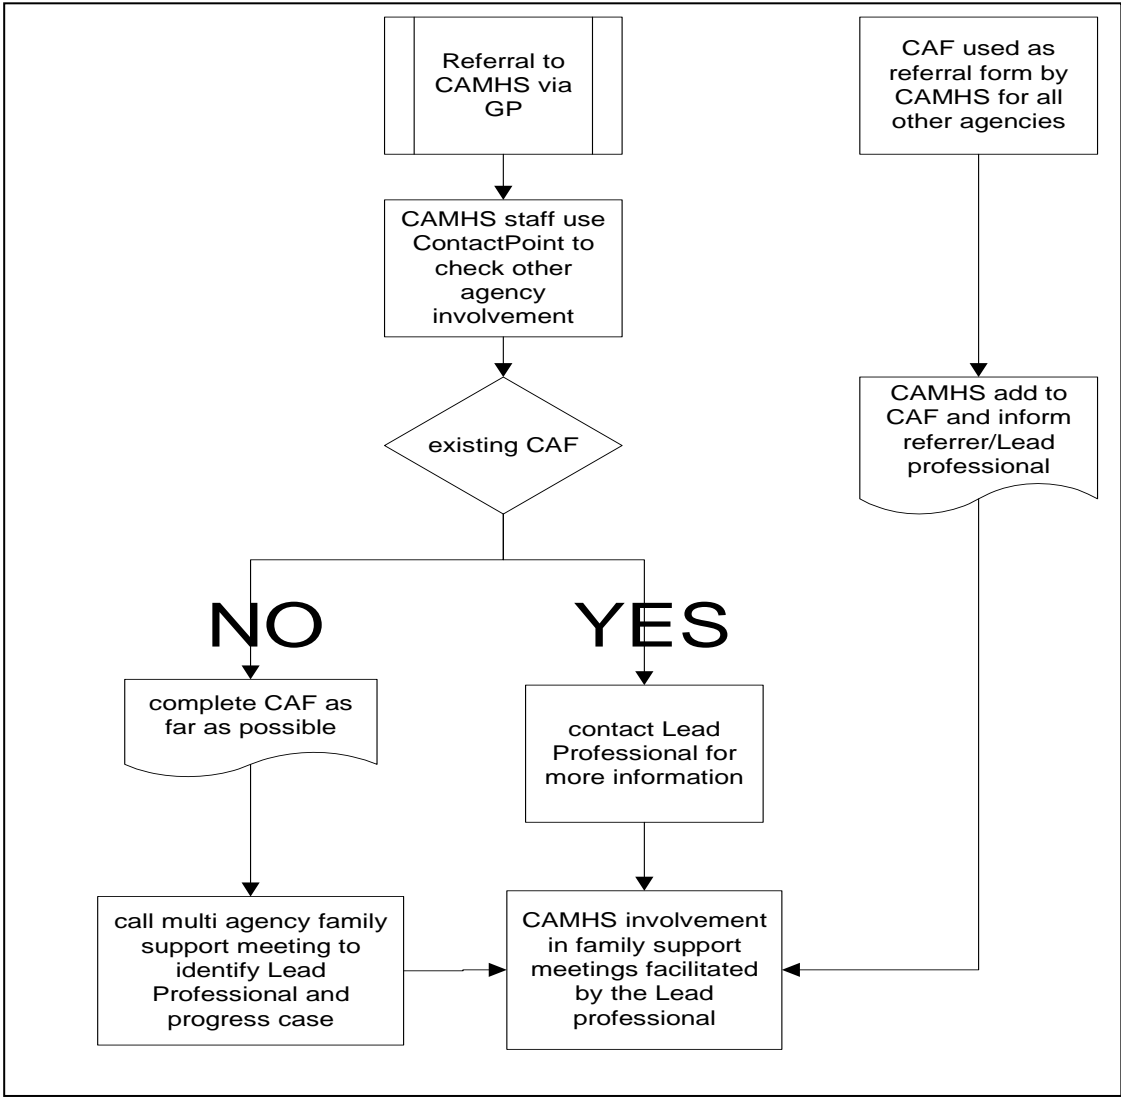 Referral to
CAMHS via
GP
CAF used as
referral form by
CAMHS for all
other agencies
CAMHS staff use
ContactPoint to
check other
agency
involvement
existing CAF
CAMHS add to
CAF and inform
referrer/Lead
professional
NO
YES
complete CAF as
far as possible
contact Lead
Professional for
more information
call multi agency family
support meeting to
identify Lead
Professional and
progress case
CAMHS involvement
in family support
meetings facilitated
by the Lead
professional